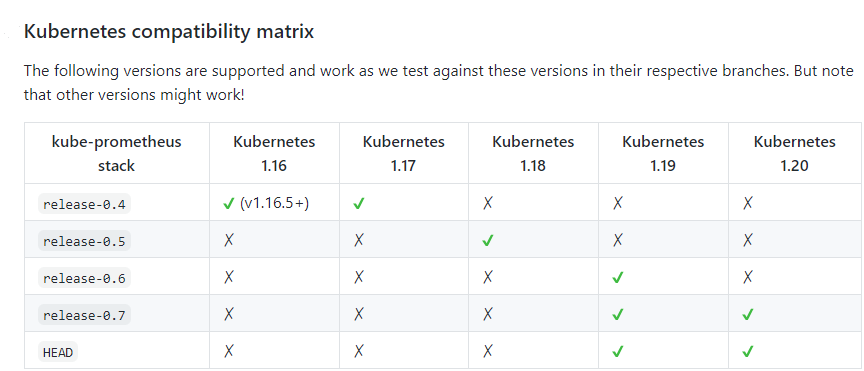 Kubernetes compatibility matrix
The following versions are supported and work as we test against these versions in their respective branches. But note
that other versions might work!
kube-prometheus stack Kubernetes 1.16 Kubernetes 1.17 Kubernetes 1.18 Kubernetes 1.19 Kubernetes 1.20
release-0.4 ✔ (v1.16.5+) ✔ ✗ ✗ ✗
release-0.5 ✗ ✗ ✔ ✗ ✗
release-0.6 ✗ ✗ ✗ ✔ ✗
release-0.7 ✗ ✗ ✗ ✔ ✔
HEAD ✗ ✗ ✗ ✔ ✔